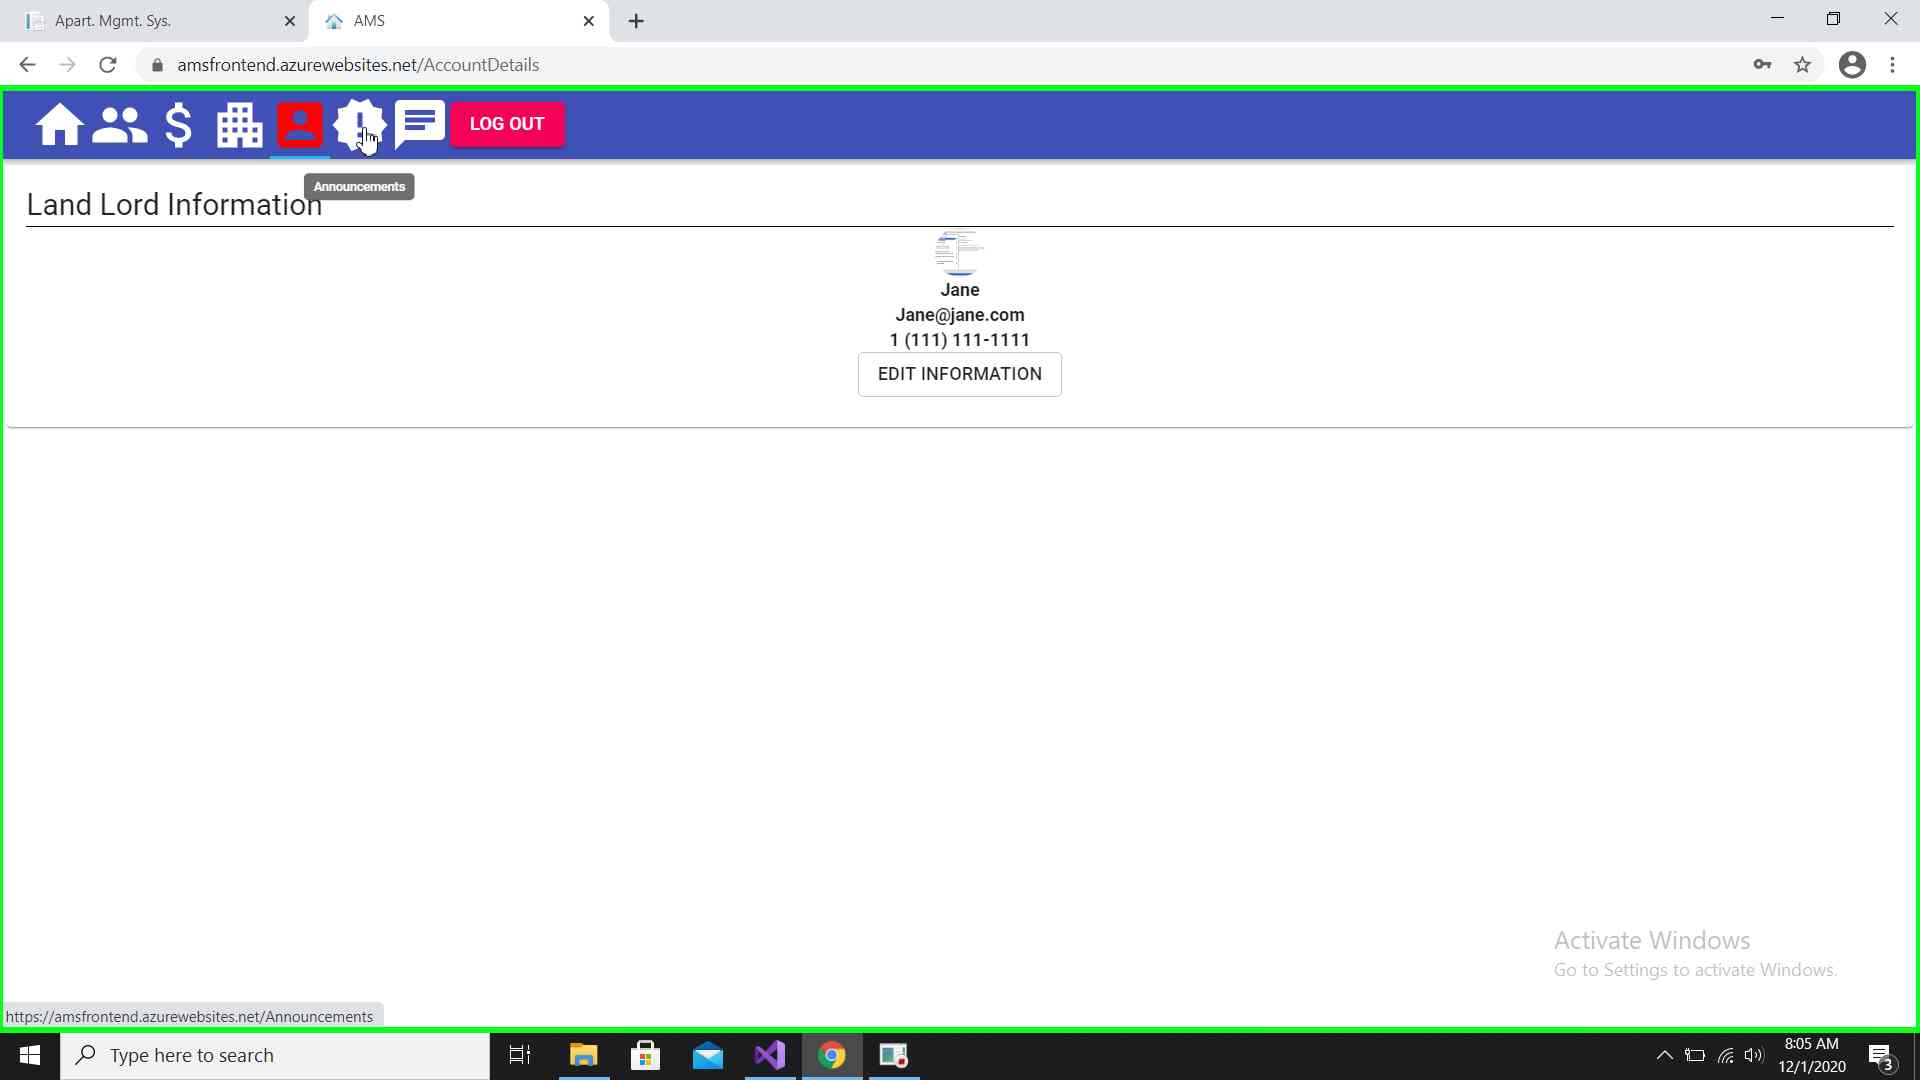 Apart. Mgmt. Sys.
AMS
amsfrontend.azurewebsites.net/AccountDetails
LOG OUT
Announcements
Land Lord Information
Jane
Jane@jane.com
1 (111) 111-1111
EDIT INFORMATION
Activate Windows
Go to Settings to activate Windows.
https://amsfrontend.azurewebsites.net/Announcements
Type here to search
8:05 AM
12/1/2020
3